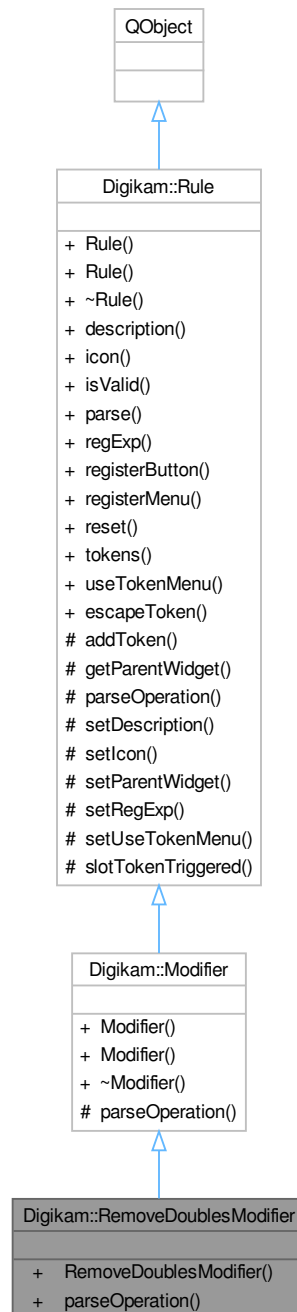 QObject
Digikam::Rule
+ Rule()
+ Rule()
+ ~Rule()
+ description()
+ icon()
+ isValid()
+ parse()
+ regExp()
+ registerButton()
+ registerMenu()
+ reset()
+ tokens()
+ useTokenMenu()
+ escapeToken()
# addToken()
# getParentWidget()
# parseOperation()
# setDescription()
# setIcon()
# setParentWidget()
# setRegExp()
# setUseTokenMenu()
# slotTokenTriggered()
Digikam::Modifier
+ Modifier()
+ Modifier()
+ ~Modifier()
# parseOperation()
Digikam::RemoveDoublesModifier
+ RemoveDoublesModifier()
+ parseOperation()